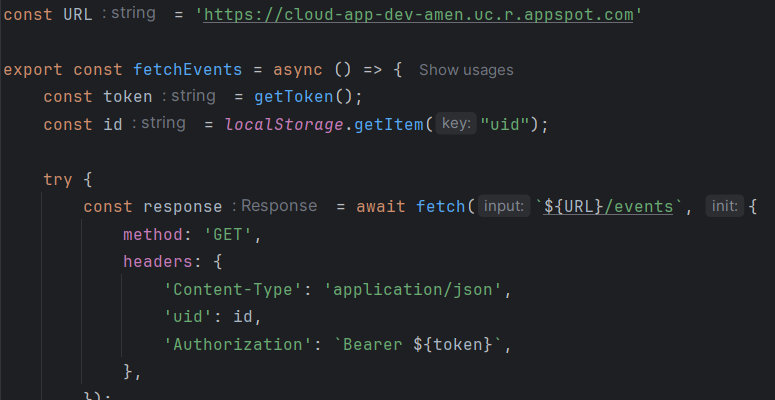 const URL : string = 'https://cloud-app-dev-amen.uc.r.appspot.com'
export const fetchEvents = async () => { Show usages
const token : string = getToken();
const id : string = localStorage.getItem( key: "uid");
try {
const response : Response = await fetch( input: `${URL}/events`, init: {
method: 'GET',
headers: {
'Content-Type': 'application/json',
'uid': id,
'Authorization': `Bearer ${token}`,
},
});